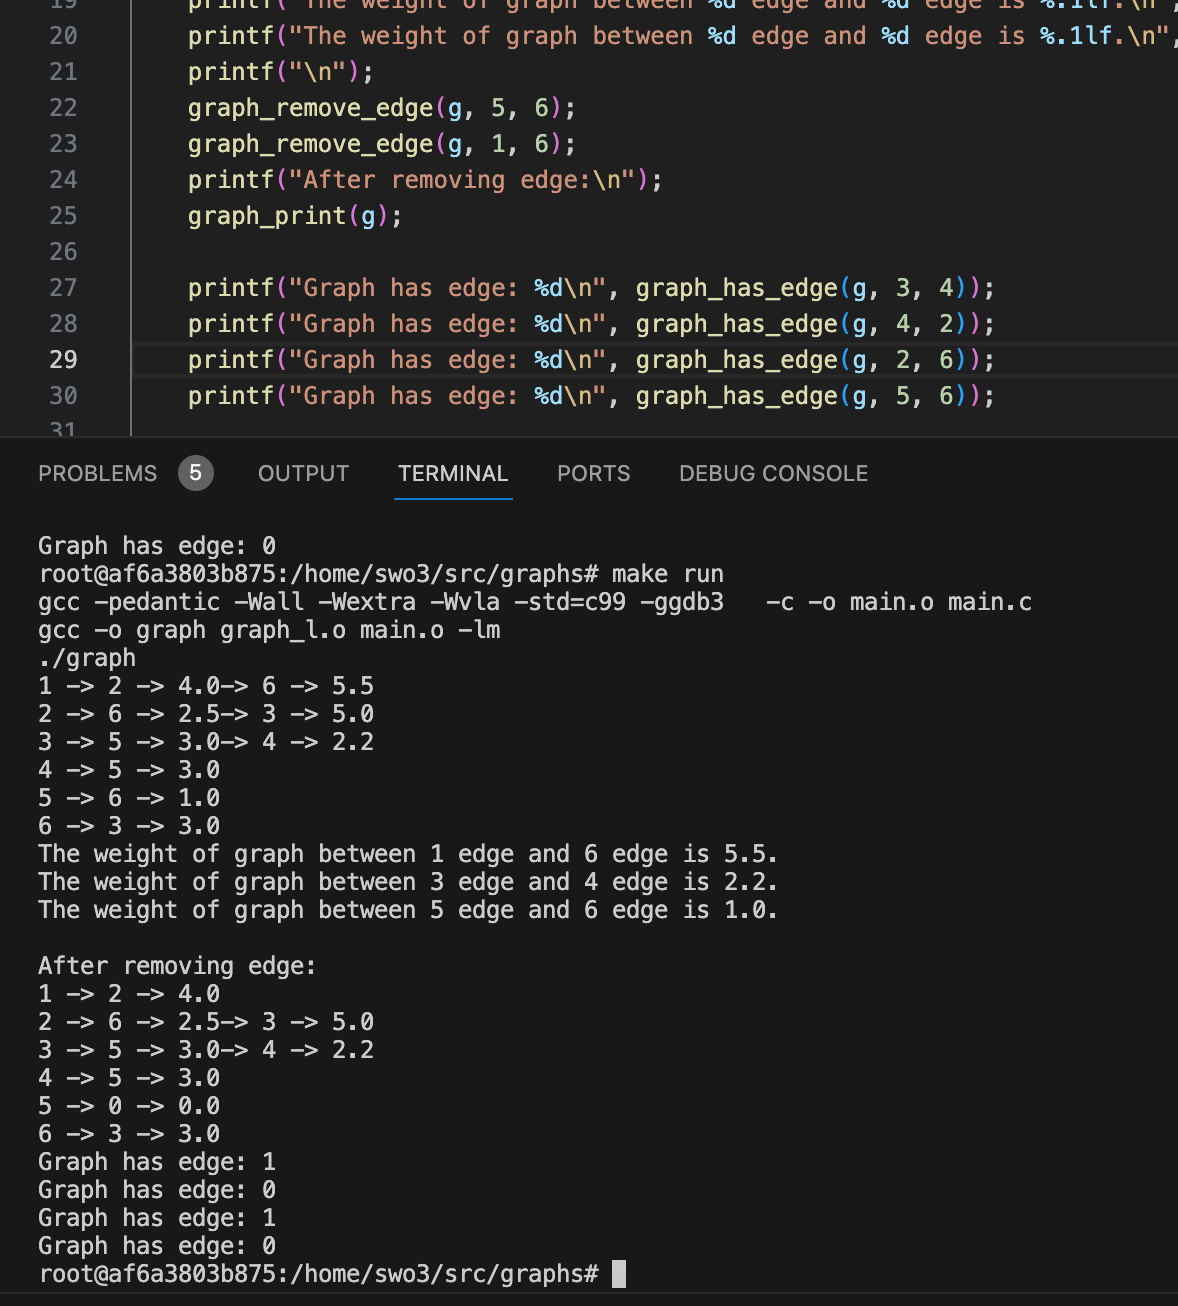 19 printf("The weight of graph between %d edge and %d edge is %.1lf.\n",
20 printf("The weight of graph between %d edge and %d edge is %.1lf.\n",
21 printf("\n");
22 graph_remove_edge(g, 5, 6);
23 graph_remove_edge(g, 1, 6);
24 printf("After removing edge:\n");
25 graph_print(g);
26
27 printf("Graph has edge: %d\n", graph_has_edge(g, 3, 4));
28 printf("Graph has edge: %d\n", graph_has_edge(g, 4, 2));
29 printf("Graph has edge: %d\n", graph_has_edge(g, 2, 6));
30 printf("Graph has edge: %d\n", graph_has_edge(g, 5, 6));
31
PROBLEMS 5 OUTPUT TERMINAL PORTS DEBUG CONSOLE
Graph has edge: 0
root@af6a3803b875:/home/swo3/src/graphs# make run
gcc -pedantic -Wall -Wextra -Wvla -std=c99 -ggdb3   -c -o main.o main.c
gcc -o graph graph_l.o main.o -lm
./graph
1 -> 2 -> 4.0-> 6 -> 5.5
2 -> 6 -> 2.5-> 3 -> 5.0
3 -> 5 -> 3.0-> 4 -> 2.2
4 -> 5 -> 3.0
5 -> 6 -> 1.0
6 -> 3 -> 3.0
The weight of graph between 1 edge and 6 edge is 5.5.
The weight of graph between 3 edge and 4 edge is 2.2.
The weight of graph between 5 edge and 6 edge is 1.0.
After removing edge:
1 -> 2 -> 4.0
2 -> 6 -> 2.5-> 3 -> 5.0
3 -> 5 -> 3.0-> 4 -> 2.2
4 -> 5 -> 3.0
5 -> 0 -> 0.0
6 -> 3 -> 3.0
Graph has edge: 1
Graph has edge: 0
Graph has edge: 1
Graph has edge: 0
root@af6a3803b875:/home/swo3/src/graphs#